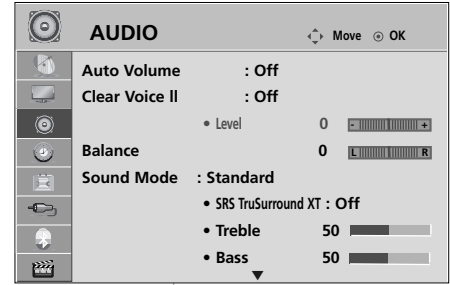 AUDIO Move OK
Auto Volume : Off
Clear Voice ll : Off
• Level 0 - +
Balance 0 L R
Sound Mode : Standard
• SRS TruSurround XT : Off
• Treble 50
• Bass 50